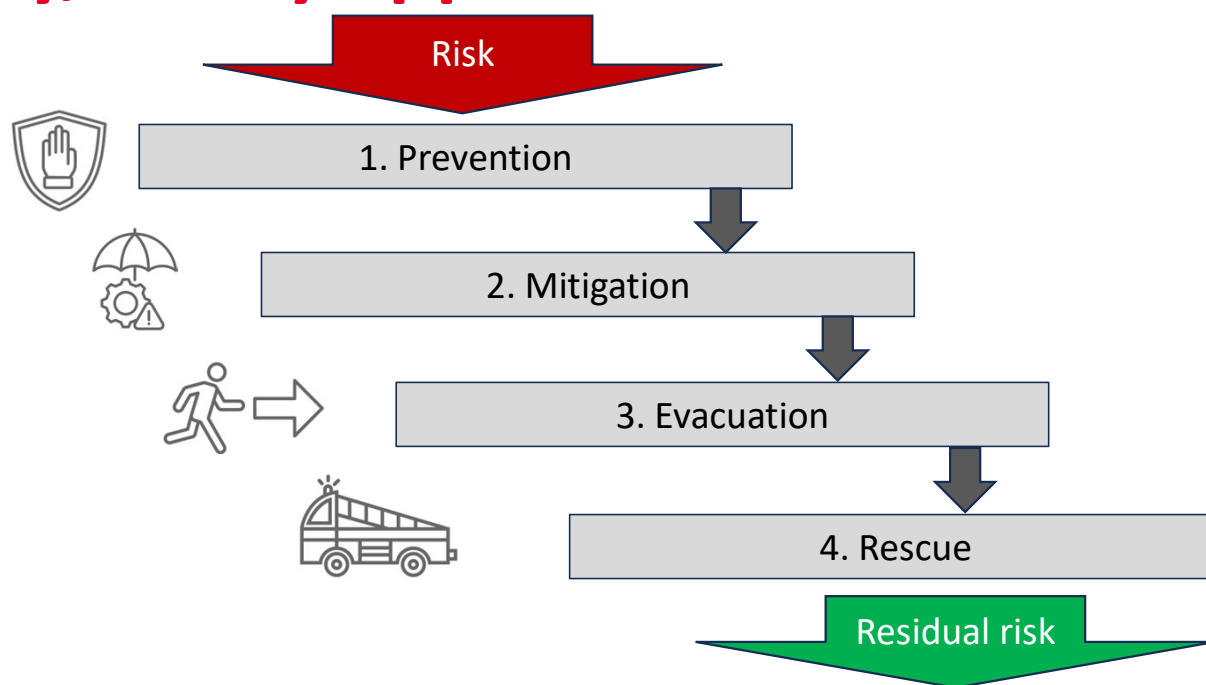 Risk
1. Prevention
2. Mitigation
3. Evacuation
4. Rescue
Residual risk